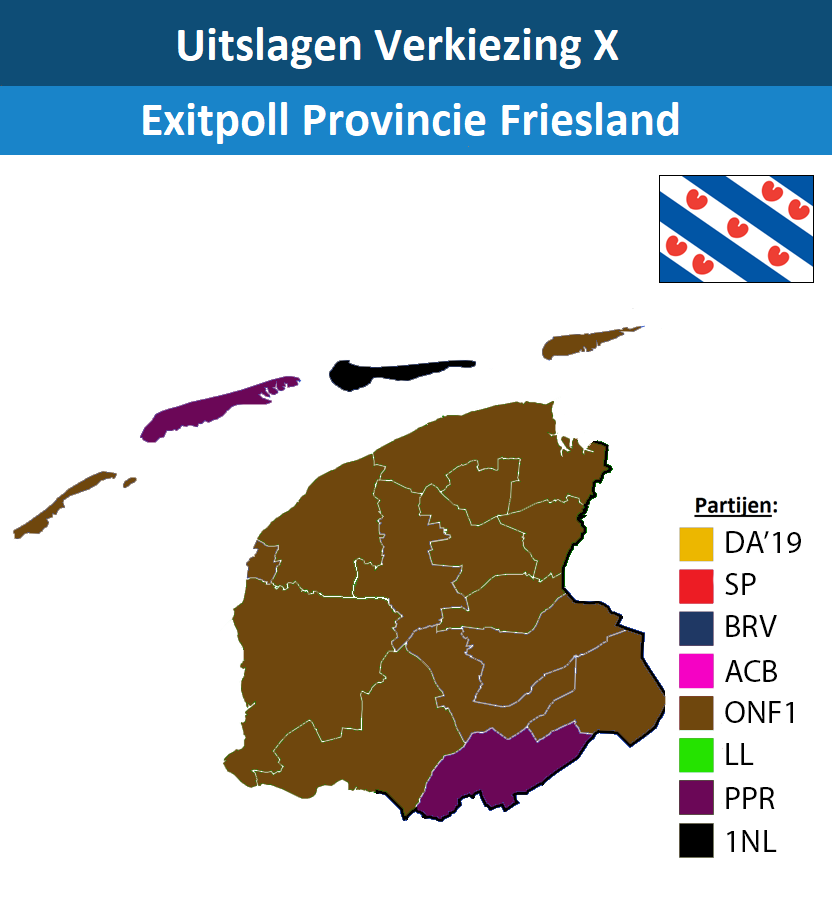 Uitslagen Verkiezing X
Exitpoll Provincie Friesland
Partijen:
DA’19
SP
BRV
ACB
ONF1
LL
PPR
1NL